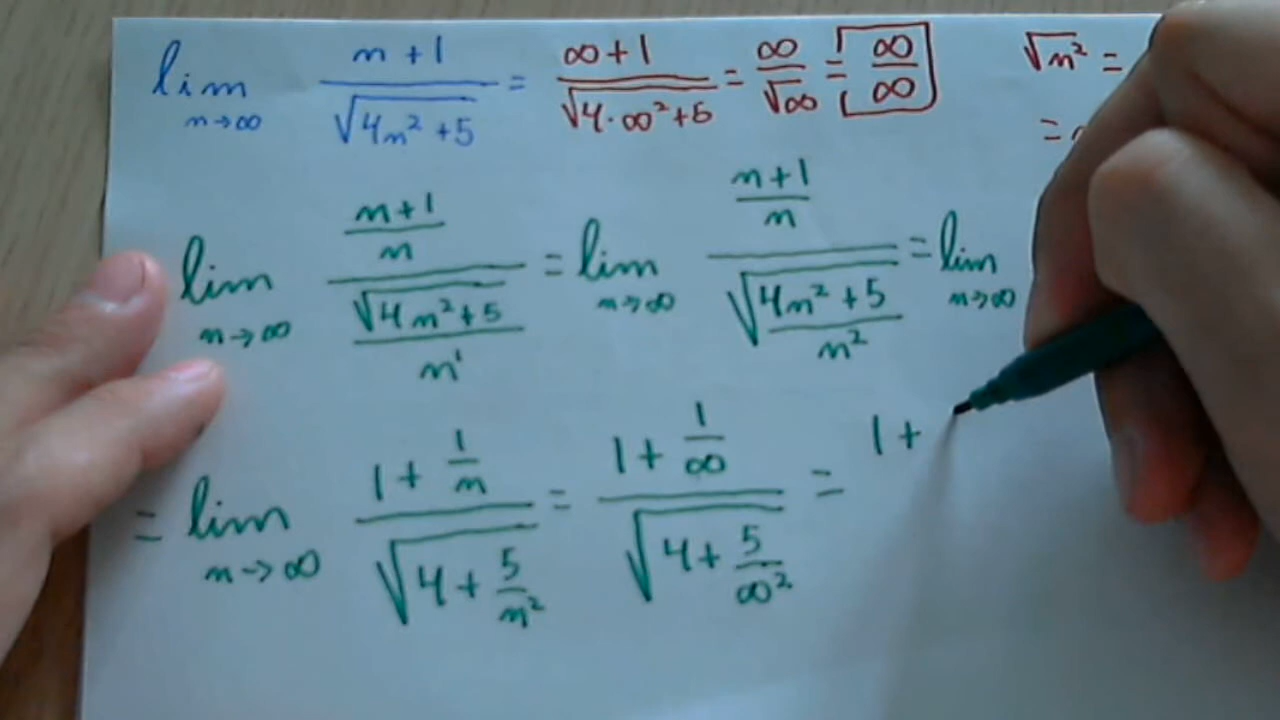 lim n→∞ (n+1)/(√(4n²+5)) = (∞+1)/(√(4·∞²+5)) = ∞/√∞ = ∞/∞ √n² =
=
lim n→∞ ((n+1)/n)/((√(4n²+5))/n¹) = lim n→∞ ((n+1)/n)/(√((4n²+5)/n²)) = lim n→∞
= lim n→∞ (1+1/n)/(√(4+5/n²)) = (1+1/∞)/(√(4+5/∞²)) = 1+